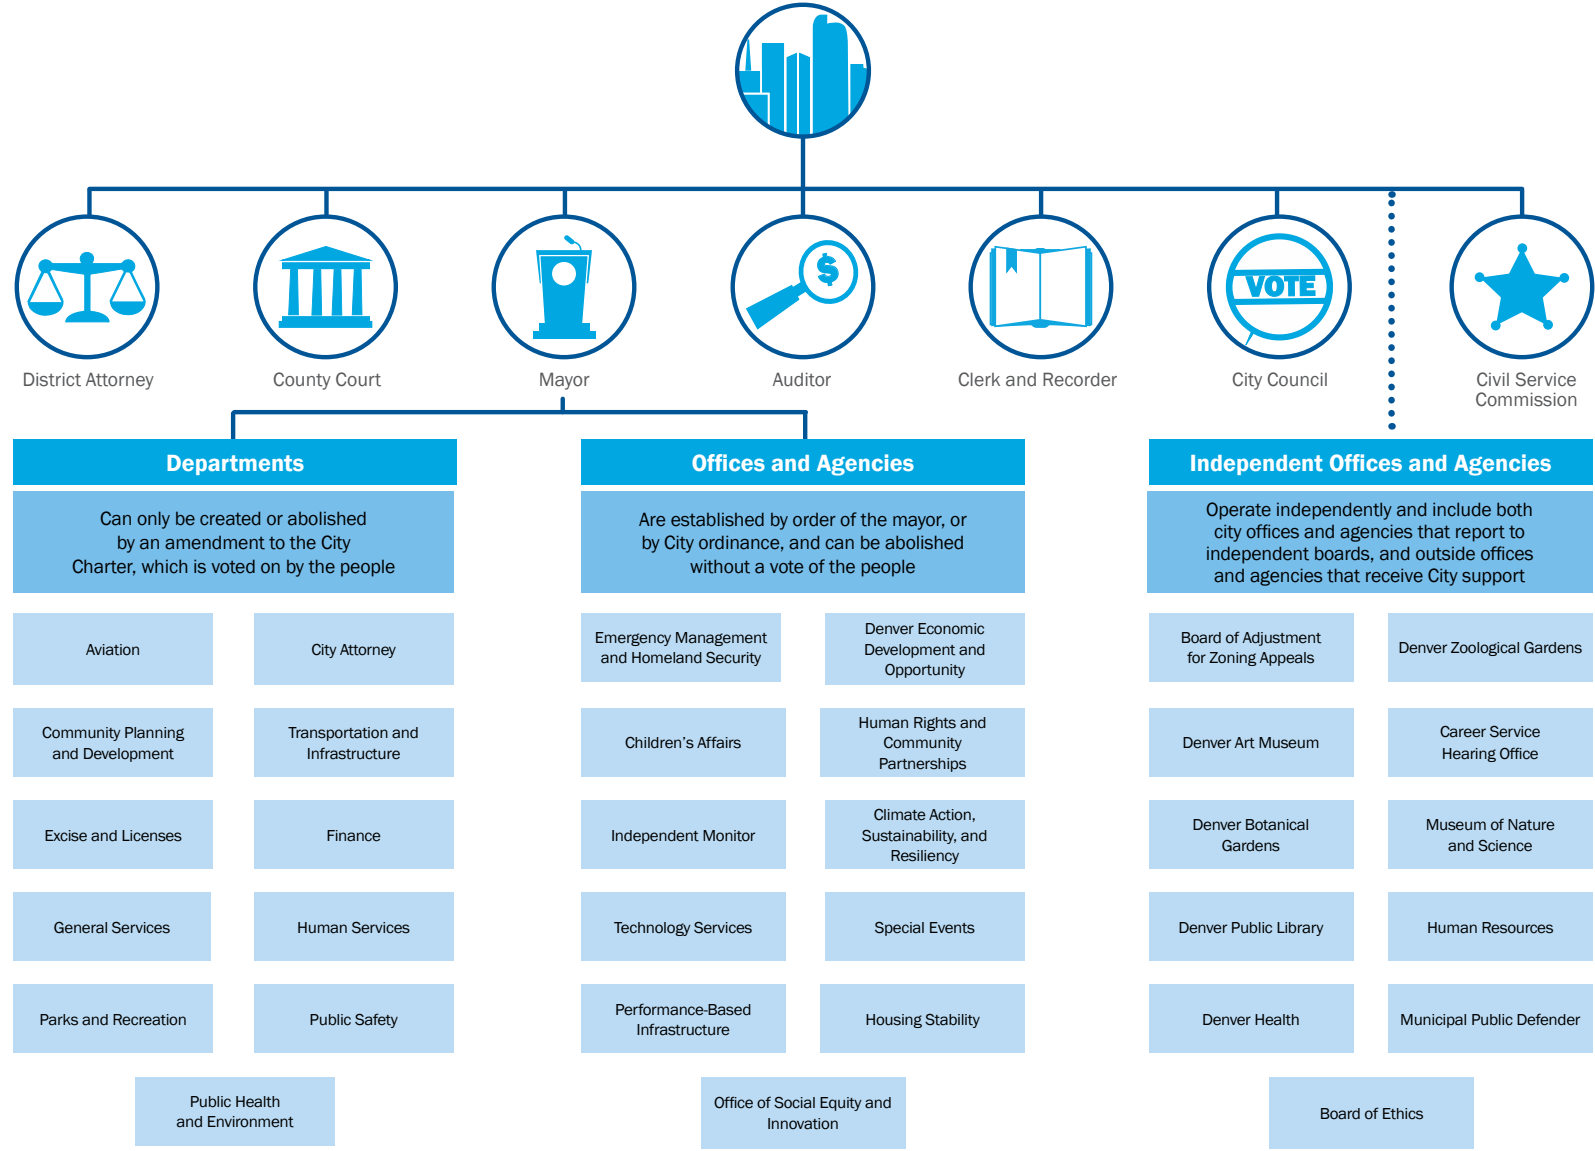 VOTE
District Attorney
County Court
Mayor
Auditor
Clerk and Recorder
City Council
Civil Service
Commission
Departments
Can only be created or abolished
by an amendment to the City
Charter, which is voted on by the people
Aviation
City Attorney
Community Planning
and Development
Transportation and
Infrastructure
Excise and Licenses
Finance
General Services
Human Services
Parks and Recreation
Public Safety
Public Health
and Environment
Offices and Agencies
Are established by order of the mayor, or
by City ordinance, and can be abolished
without a vote of the people
Emergency Management
and Homeland Security
Denver Economic
Development and
Opportunity
Children's Affairs
Human Rights and
Community
Partnerships
Independent Monitor
Climate Action,
Sustainability, and
Resiliency
Technology Services
Special Events
Performance-Based
Infrastructure
Housing Stability
Office of Social Equity and
Innovation
Independent Offices and Agencies
Operate independently and include both
city offices and agencies that report to
independent boards, and outside offices
and agencies that receive City support
Board of Adjustment
for Zoning Appeals
Denver Zoological Gardens
Denver Art Museum
Career Service
Hearing Office
Denver Botanical
Gardens
Museum of Nature
and Science
Denver Public Library
Human Resources
Denver Health
Municipal Public Defender
Board of Ethics